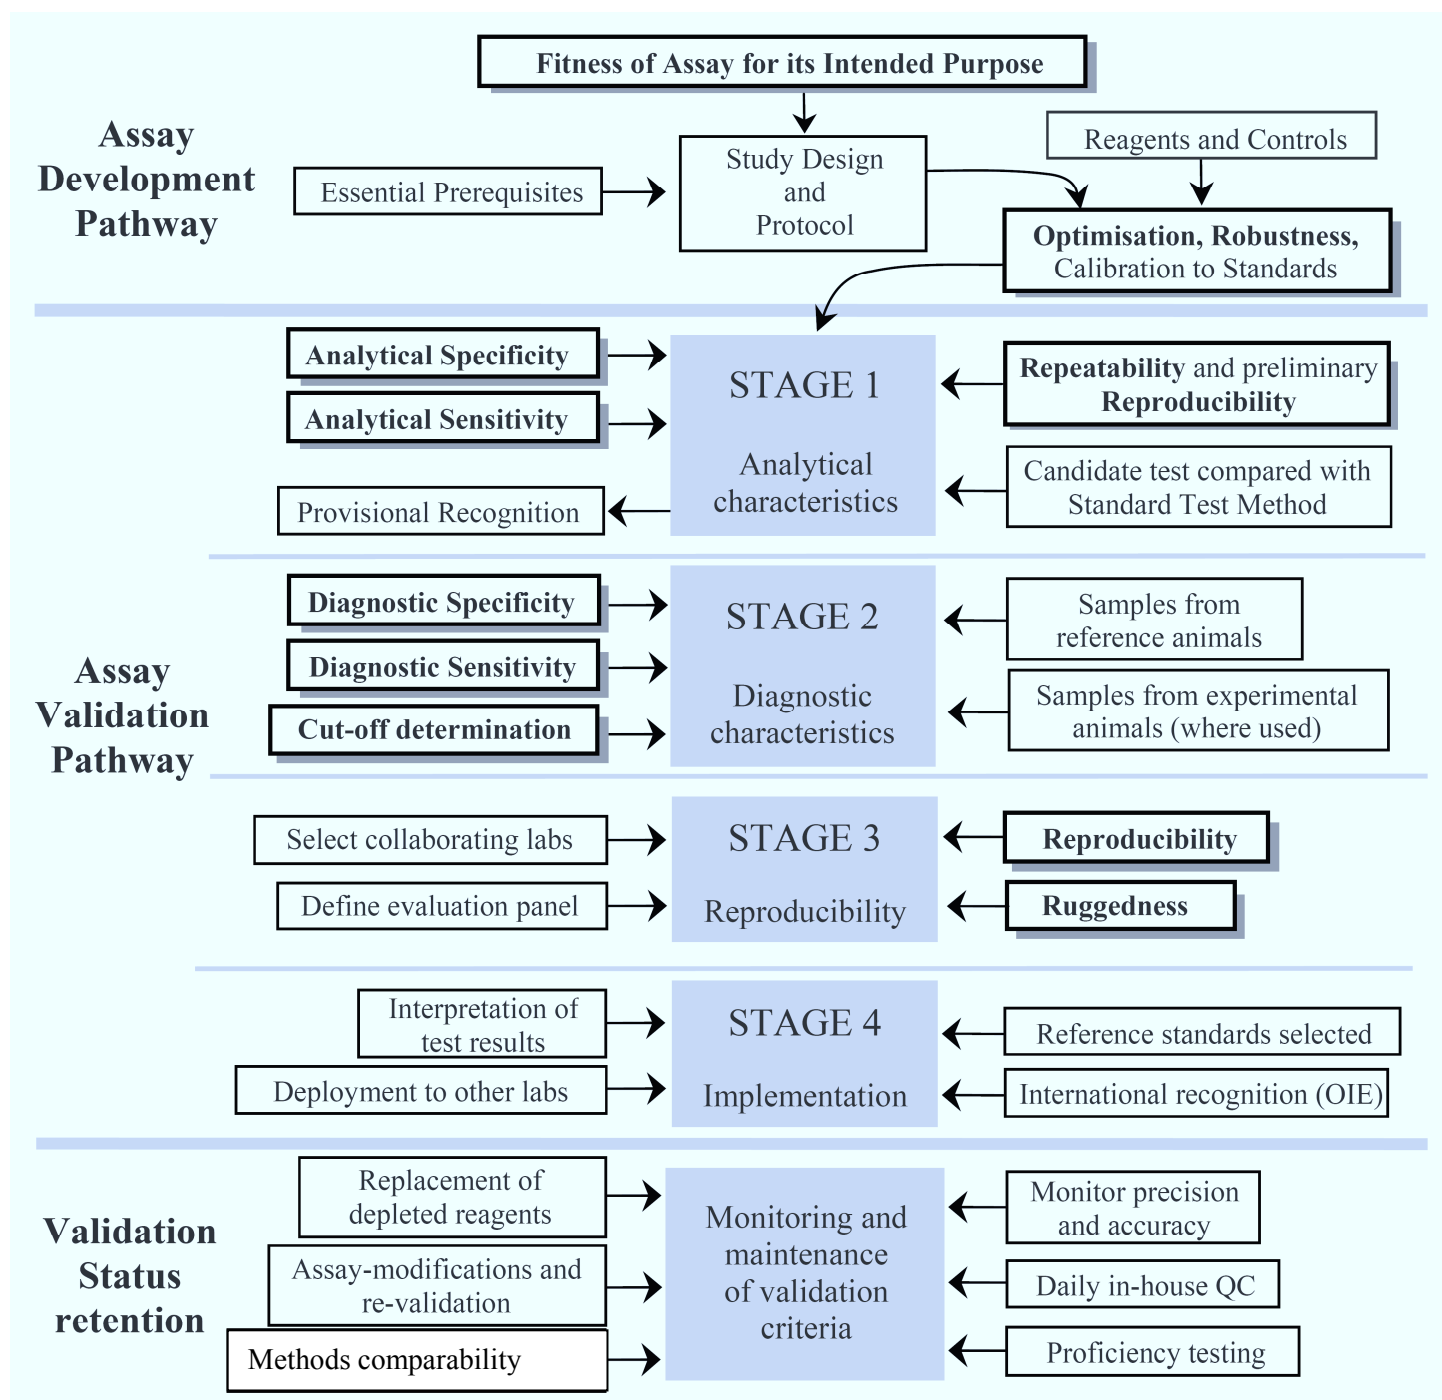 Fitness of Assay for its Intended Purpose
Assay
Development
Pathway
Essential Prerequisites
Study Design
and
Protocol
Reagents and Controls
Optimisation, Robustness,
Calibration to Standards
Assay
Validation
Pathway
Analytical Specificity
Analytical Sensitivity
Provisional Recognition
STAGE 1
Analytical
characteristics
Repeatability and preliminary
Reproducibility
Candidate test compared with
Standard Test Method
Diagnostic Specificity
Diagnostic Sensitivity
Cut-off determination
STAGE 2
Diagnostic
characteristics
Samples from
reference animals
Samples from experimental
animals (where used)
Select collaborating labs
Define evaluation panel
STAGE 3
Reproducibility
Reproducibility
Ruggedness
Interpretation of
test results
Deployment to other labs
STAGE 4
Implementation
Reference standards selected
International recognition (OIE)
Validation
Status
retention
Replacement of
depleted reagents
Assay-modifications and
re-validation
Methods comparability
Monitoring and
maintenance
of validation
criteria
Monitor precision
and accuracy
Daily in-house QC
Proficiency testing